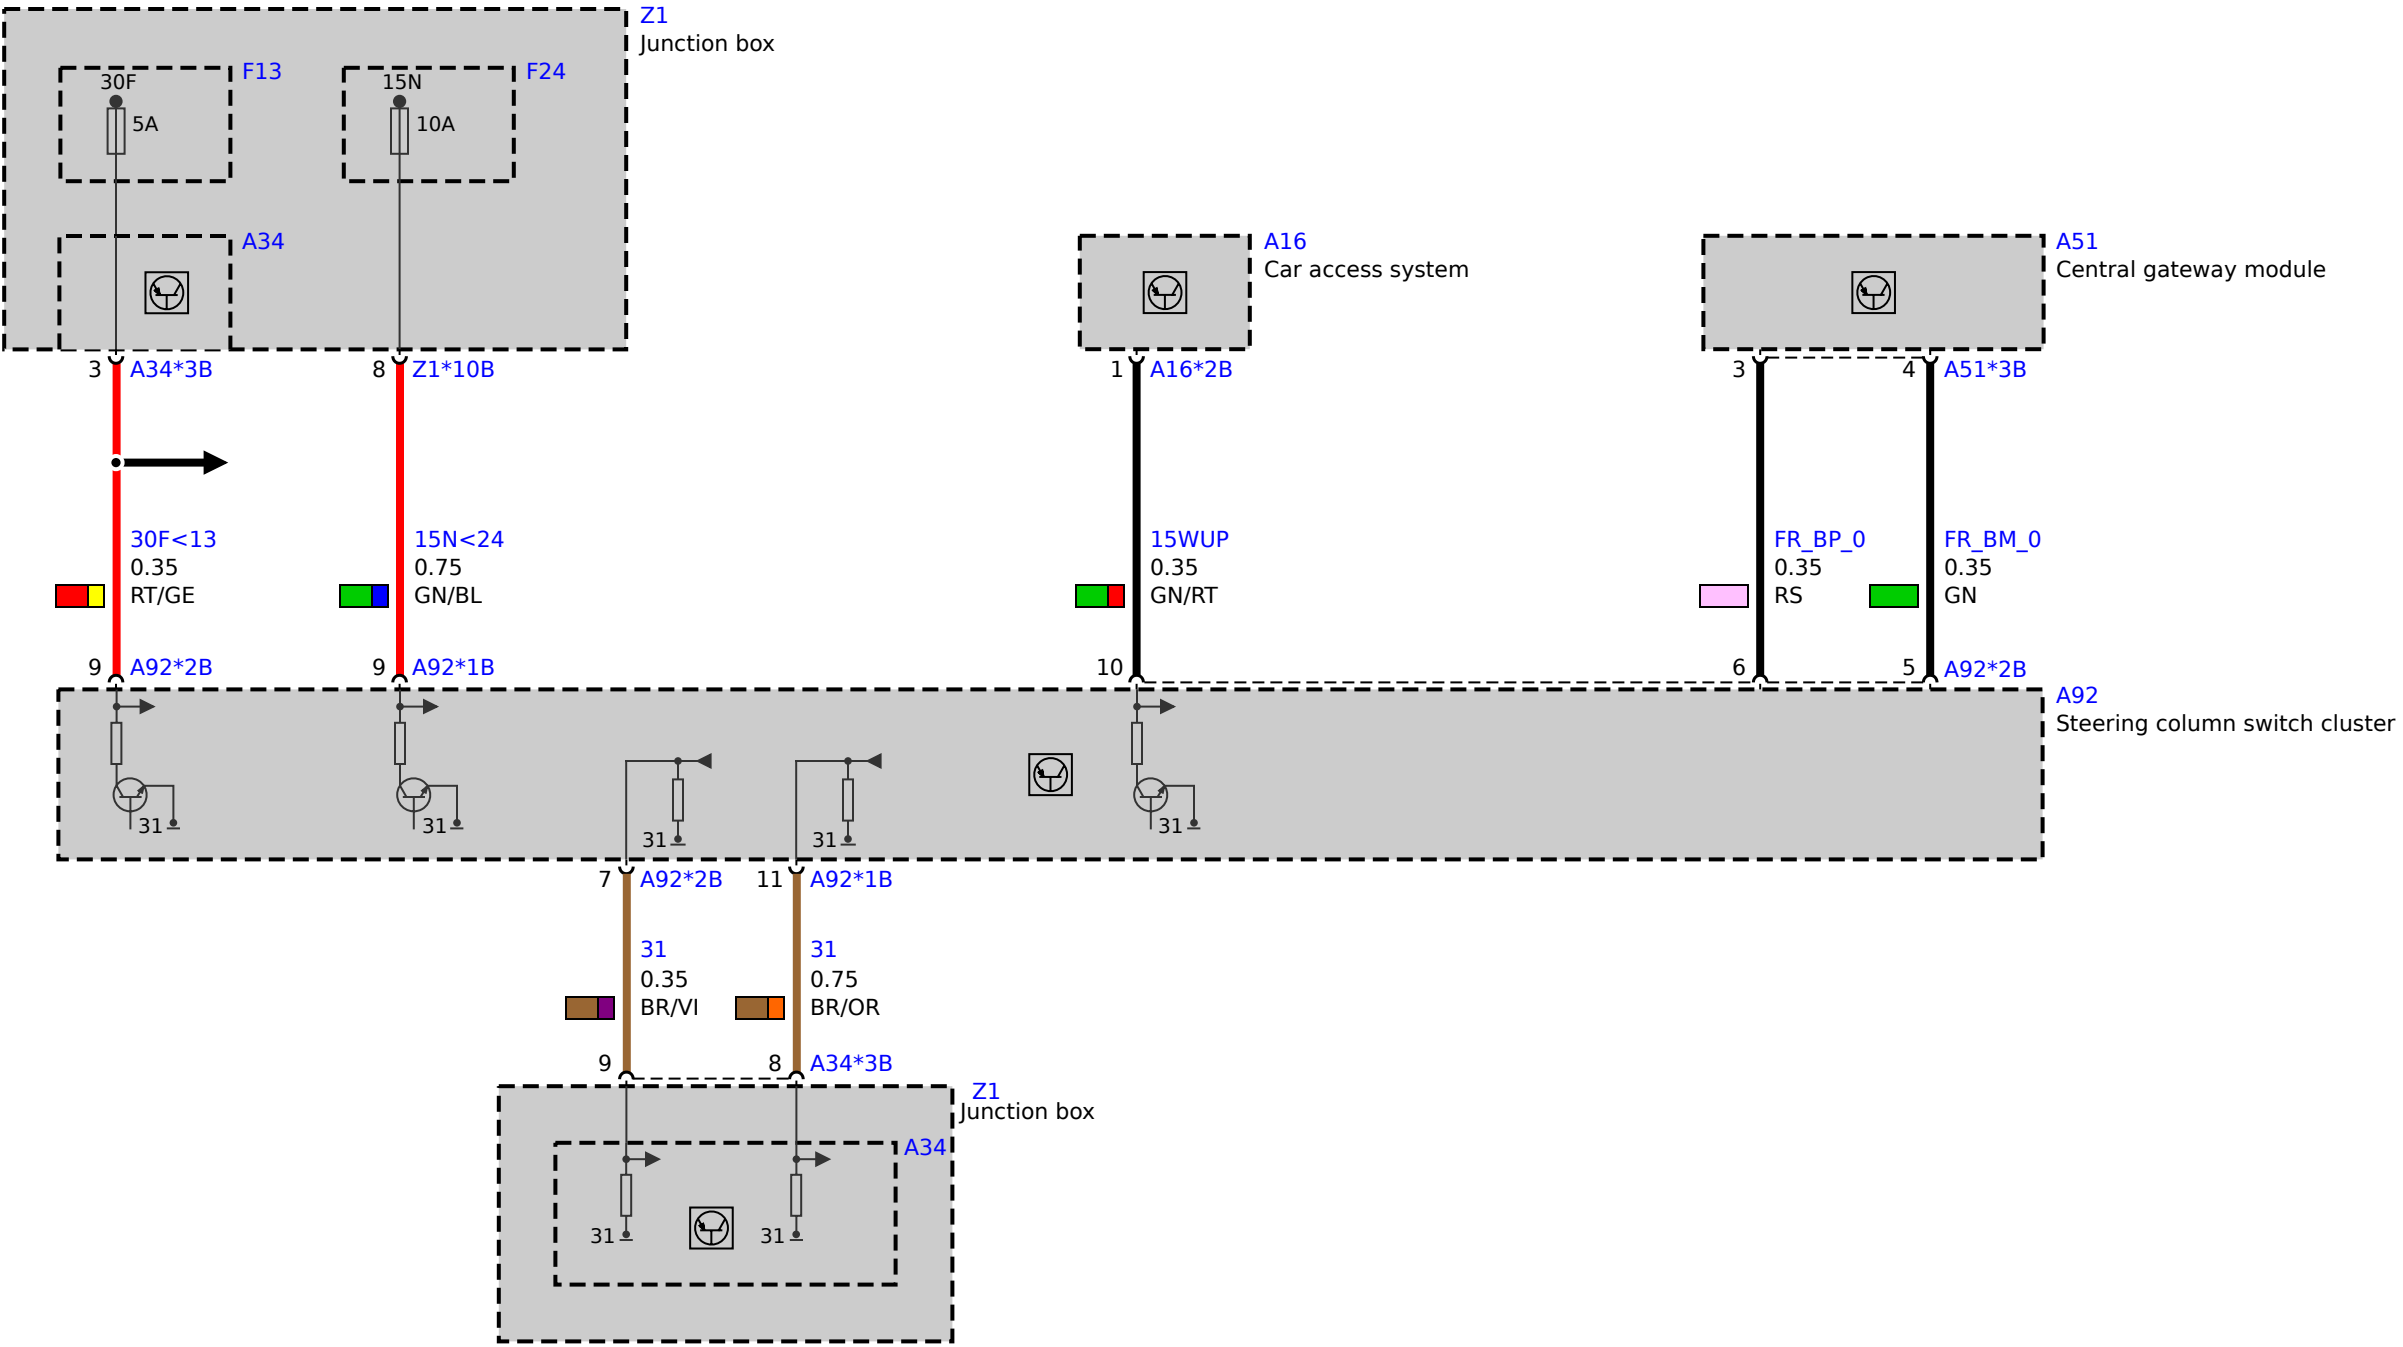 Z1
Junction box
F13
30F
5A
F24
15N
10A
A34
A16
Car access system
A51
Central gateway module
3 A34*3B
8 Z1*10B
1 A16*2B
3
4 A51*3B
30F<13
0.35
RT/GE
15N<24
0.75
GN/BL
15WUP
0.35
GN/RT
FR_BP_0
0.35
RS
FR_BM_0
0.35
GN
9 A92*2B
9 A92*1B
10
6
5 A92*2B
A92
Steering column switch cluster
31
31
31
31
31
7 A92*2B
11 A92*1B
31
0.35
BR/VI
31
0.75
BR/OR
9
8 A34*3B
Z1
Junction box
A34
31
31